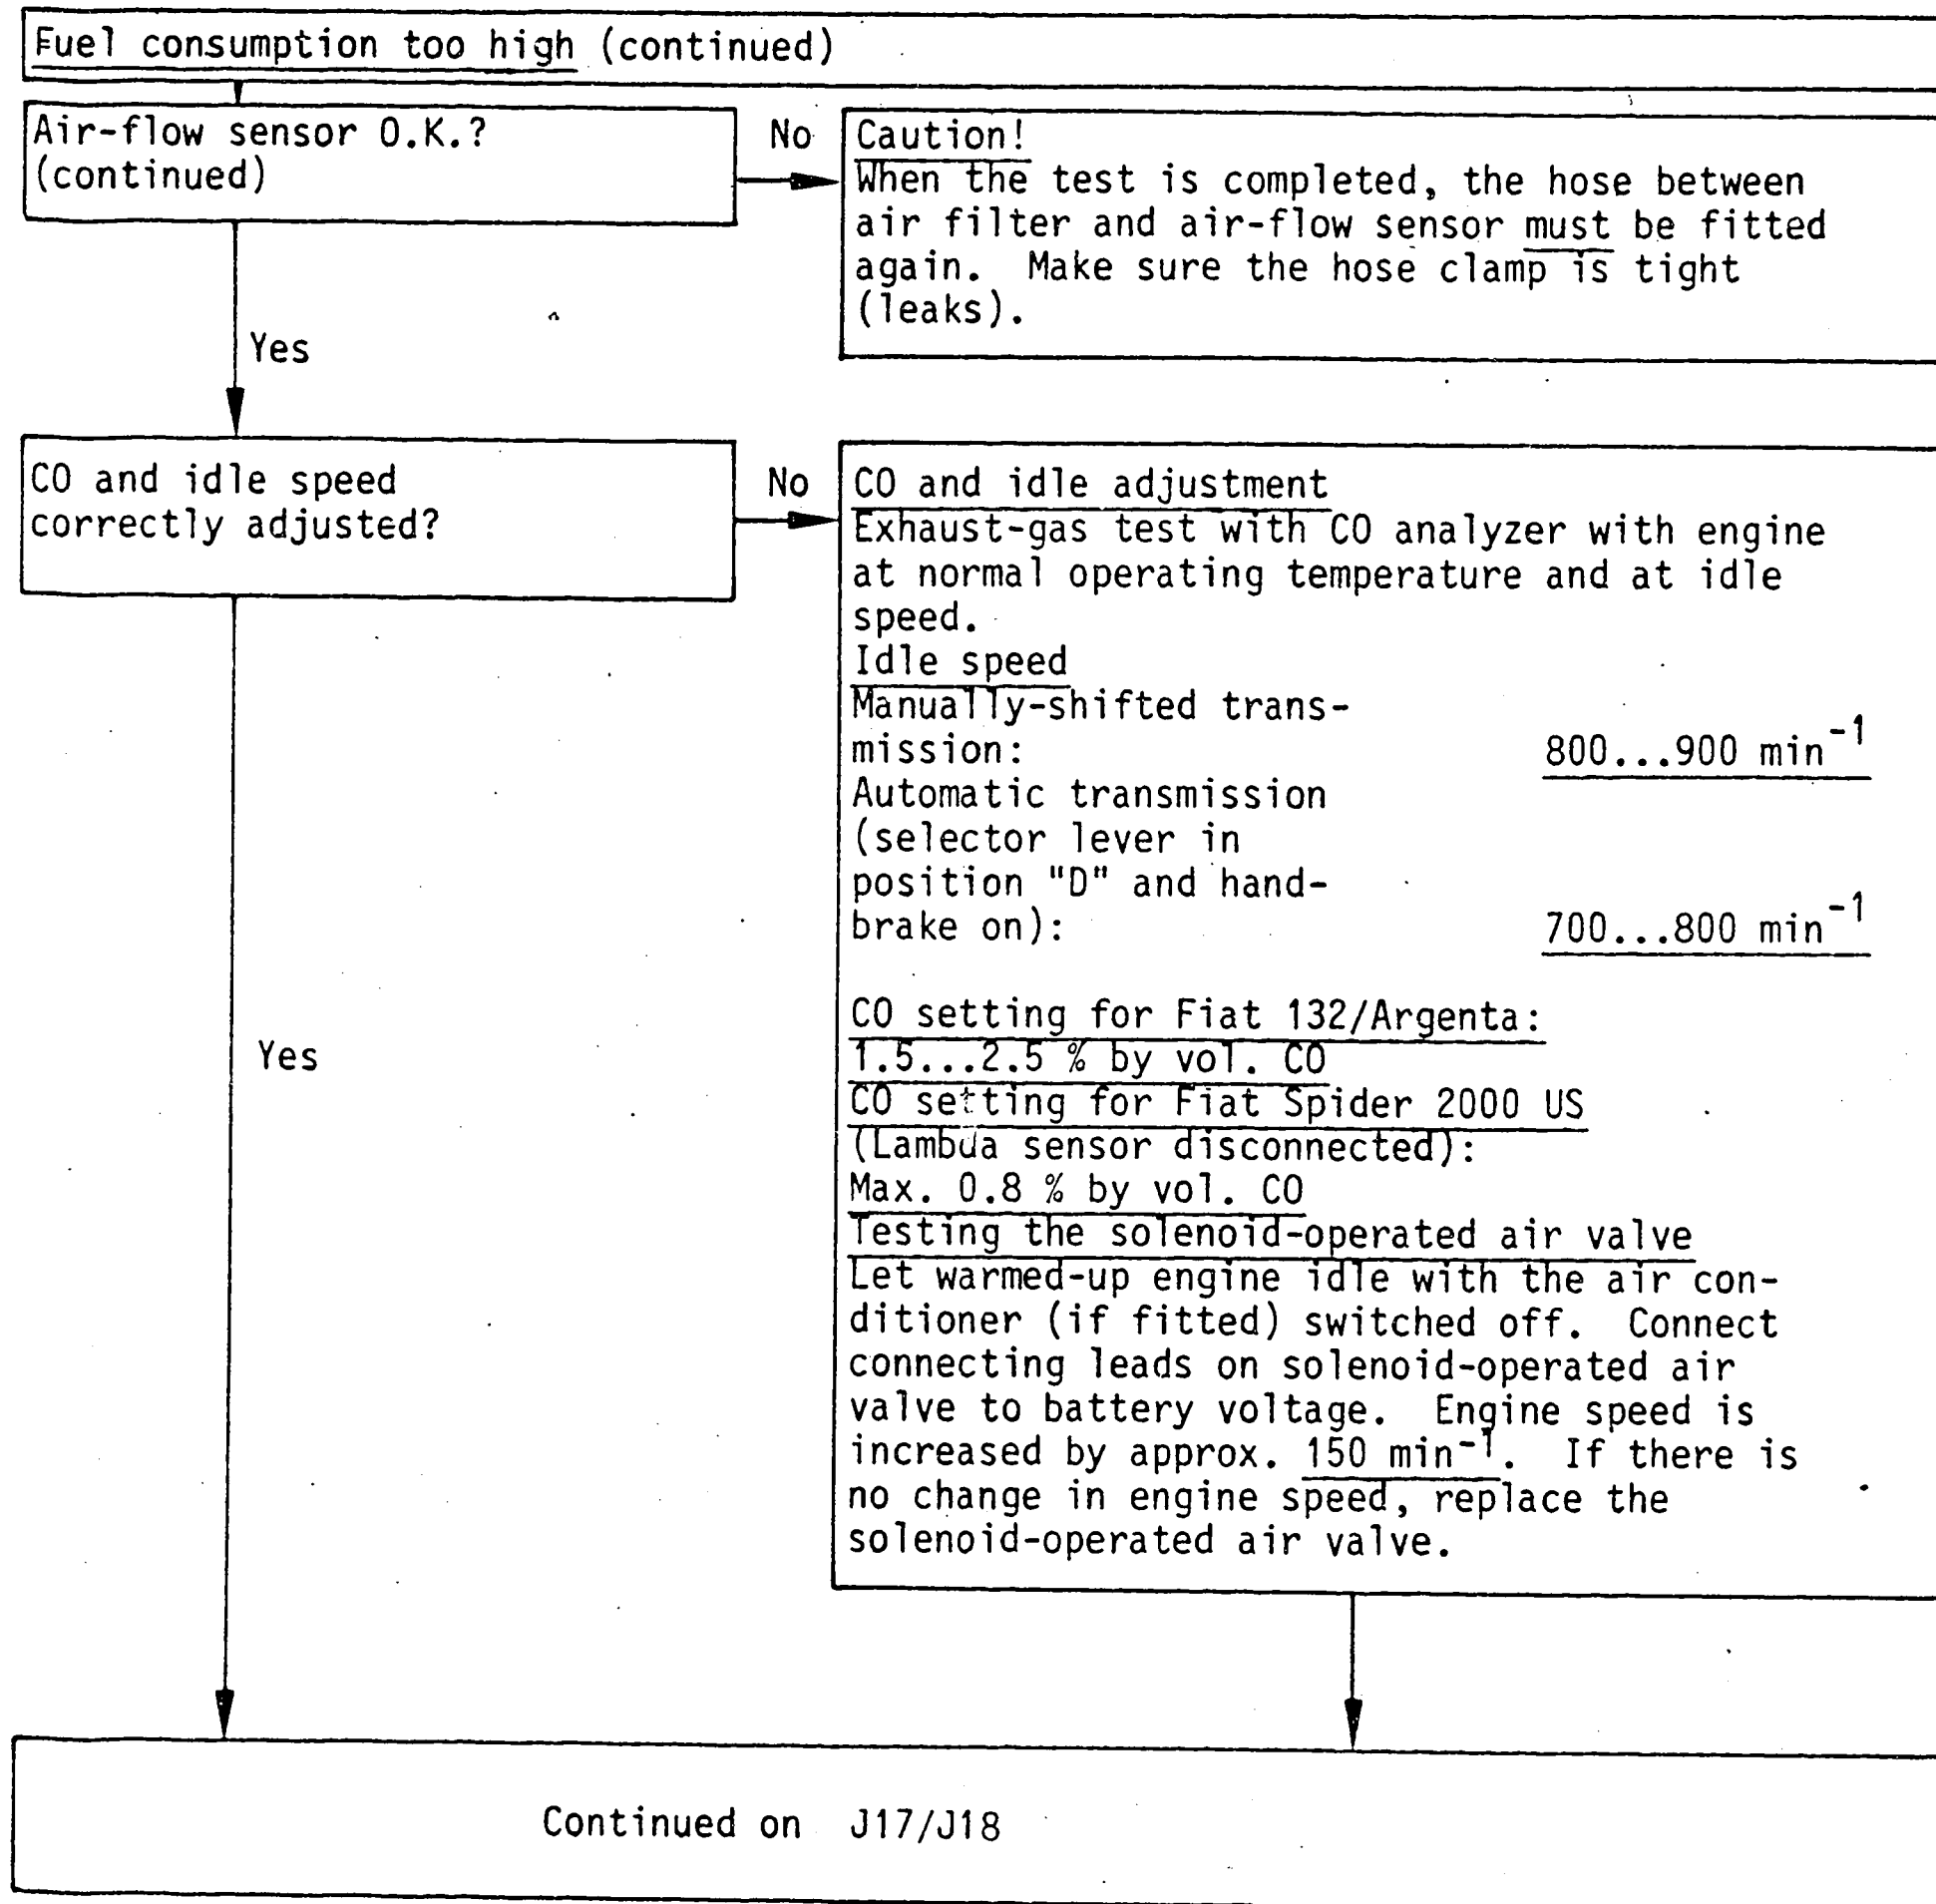 Fuel consumption too high (continued)
Air-flow sensor O.K.?
(continued)
No
Caution!
When the test is completed, the hose between
air filter and air-flow sensor must be fitted
again. Make sure the hose clamp is tight
(leaks).
Yes
CO and idle speed
correctly adjusted?
No
CO and idle adjustment
Exhaust-gas test with CO analyzer with engine
at normal operating temperature and at idle
speed.
Idle speed
Manually-shifted trans-
mission: 800...900 min⁻¹
Automatic transmission
(selector lever in
position "D" and hand-
brake on): 700...800 min⁻¹
CO setting for Fiat 132/Argenta:
1.5...2.5 % by vol. CO
CO setting for Fiat Spider 2000 US
(Lambda sensor disconnected):
Max. 0.8 % by vol. CO
Testing the solenoid-operated air valve
Let warmed-up engine idle with the air con-
ditioner (if fitted) switched off. Connect
connecting leads on solenoid-operated air
valve to battery voltage. Engine speed is
increased by approx. 150 min⁻¹. If there is
no change in engine speed, replace the
solenoid-operated air valve.
Yes
Continued on J17/J18